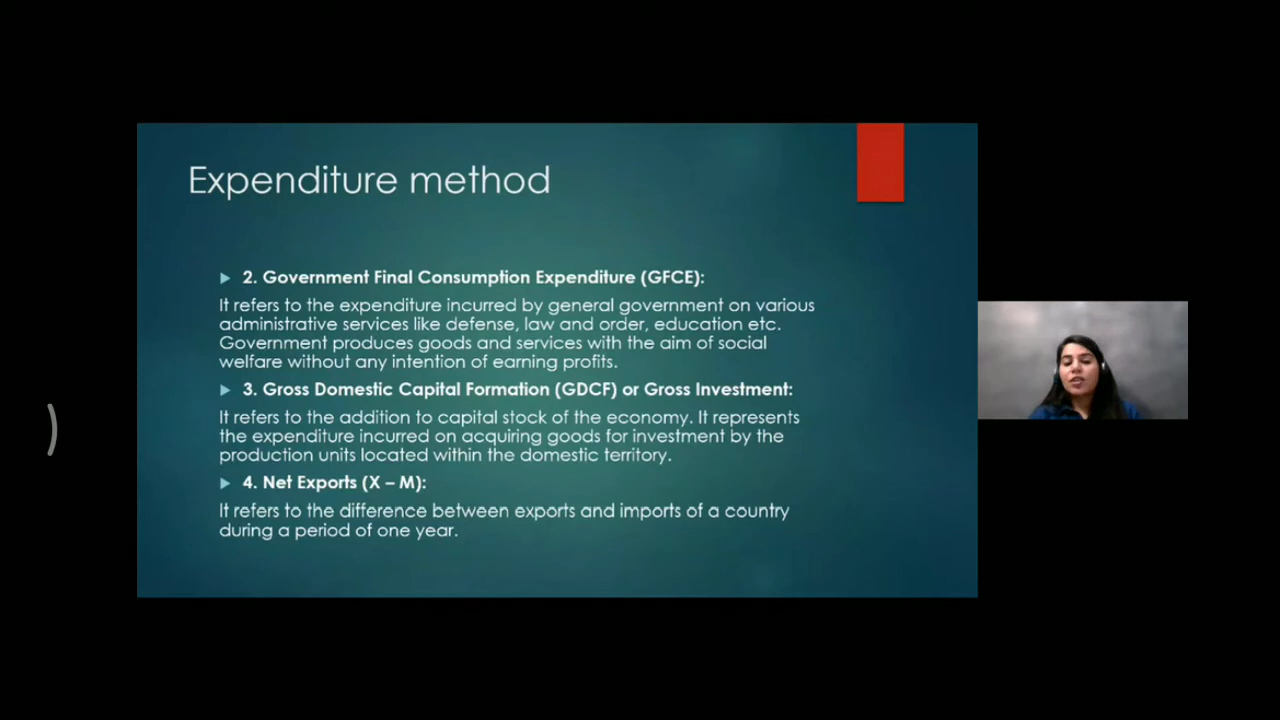 Expenditure method
2. Government Final Consumption Expenditure (GFCE):
It refers to the expenditure incurred by general government on various
administrative services like defense, law and order, education etc.
Government produces goods and services with the aim of social
welfare without any intention of earning profits.
3. Gross Domestic Capital Formation (GDCF) or Gross Investment:
It refers to the addition to capital stock of the economy. It represents
the expenditure incurred on acquiring goods for investment by the
production units located within the domestic territory.
4. Net Exports (X – M):
It refers to the difference between exports and imports of a country
during a period of one year.